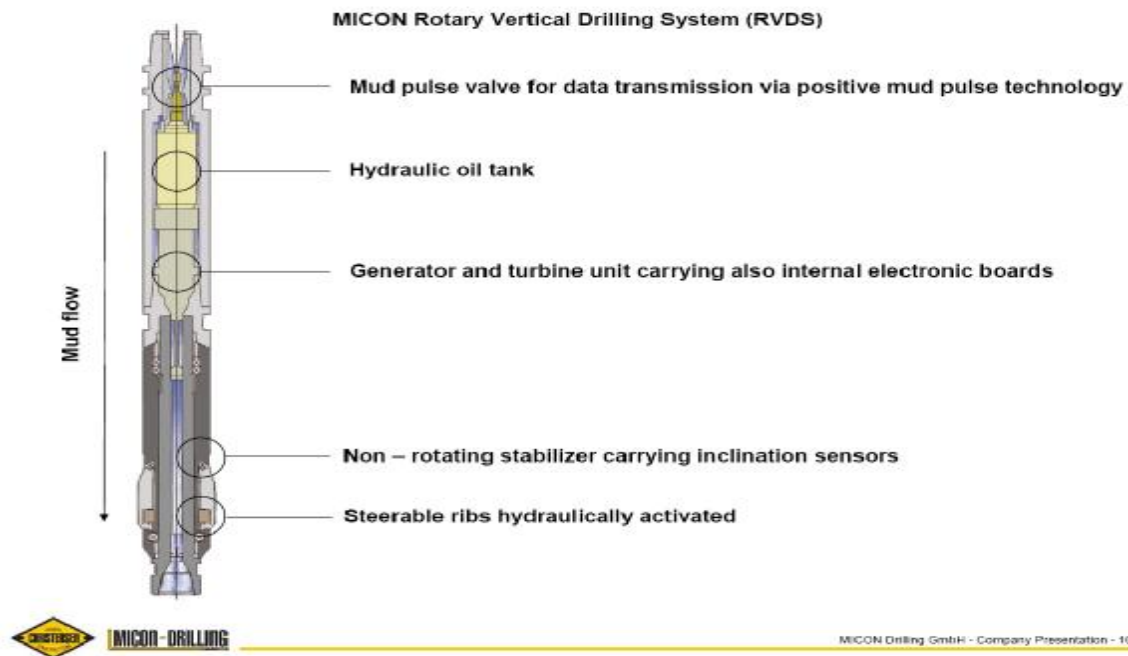 MICON Rotary Vertical Drilling System (RVDS)
Mud pulse valve for data transmission via positive mud pulse technology
Hydraulic oil tank
Generator and turbine unit carrying also internal electronic boards
Mud flow
Non – rotating stabilizer carrying inclination sensors
Steerable ribs hydraulically activated
CHRISTENSEN
MICON-DRILLING
MICON Drilling GmbH - Company Presentation - 10